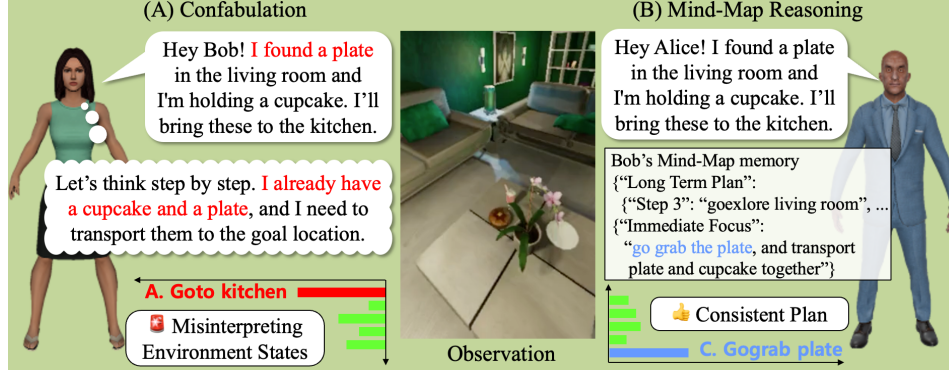 (A) Confabulation
Hey Bob! I found a plate
in the living room and
I'm holding a cupcake. I'll
bring these to the kitchen.
Let's think step by step. I already have
a cupcake and a plate, and I need to
transport them to the goal location.
A. Goto kitchen
🚨 Misinterpreting
Environment States
Observation
(B) Mind-Map Reasoning
Hey Alice! I found a plate
in the living room and
I'm holding a cupcake. I'll
bring these to the kitchen.
Bob's Mind-Map memory
{“Long Term Plan”:
{“Step 3”: “goexlore living room”, ...
{“Immediate Focus”:
“go grab the plate, and transport
plate and cupcake together”}
👍 Consistent Plan
C. Gograb plate